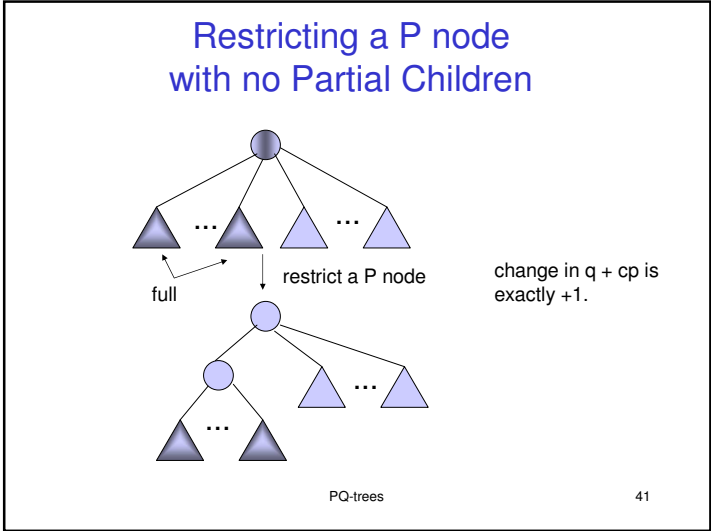 Restricting a P node
with no Partial Children
... ...
restrict a P node
full
change in q + cp is
exactly +1.
...
...
PQ-trees 41